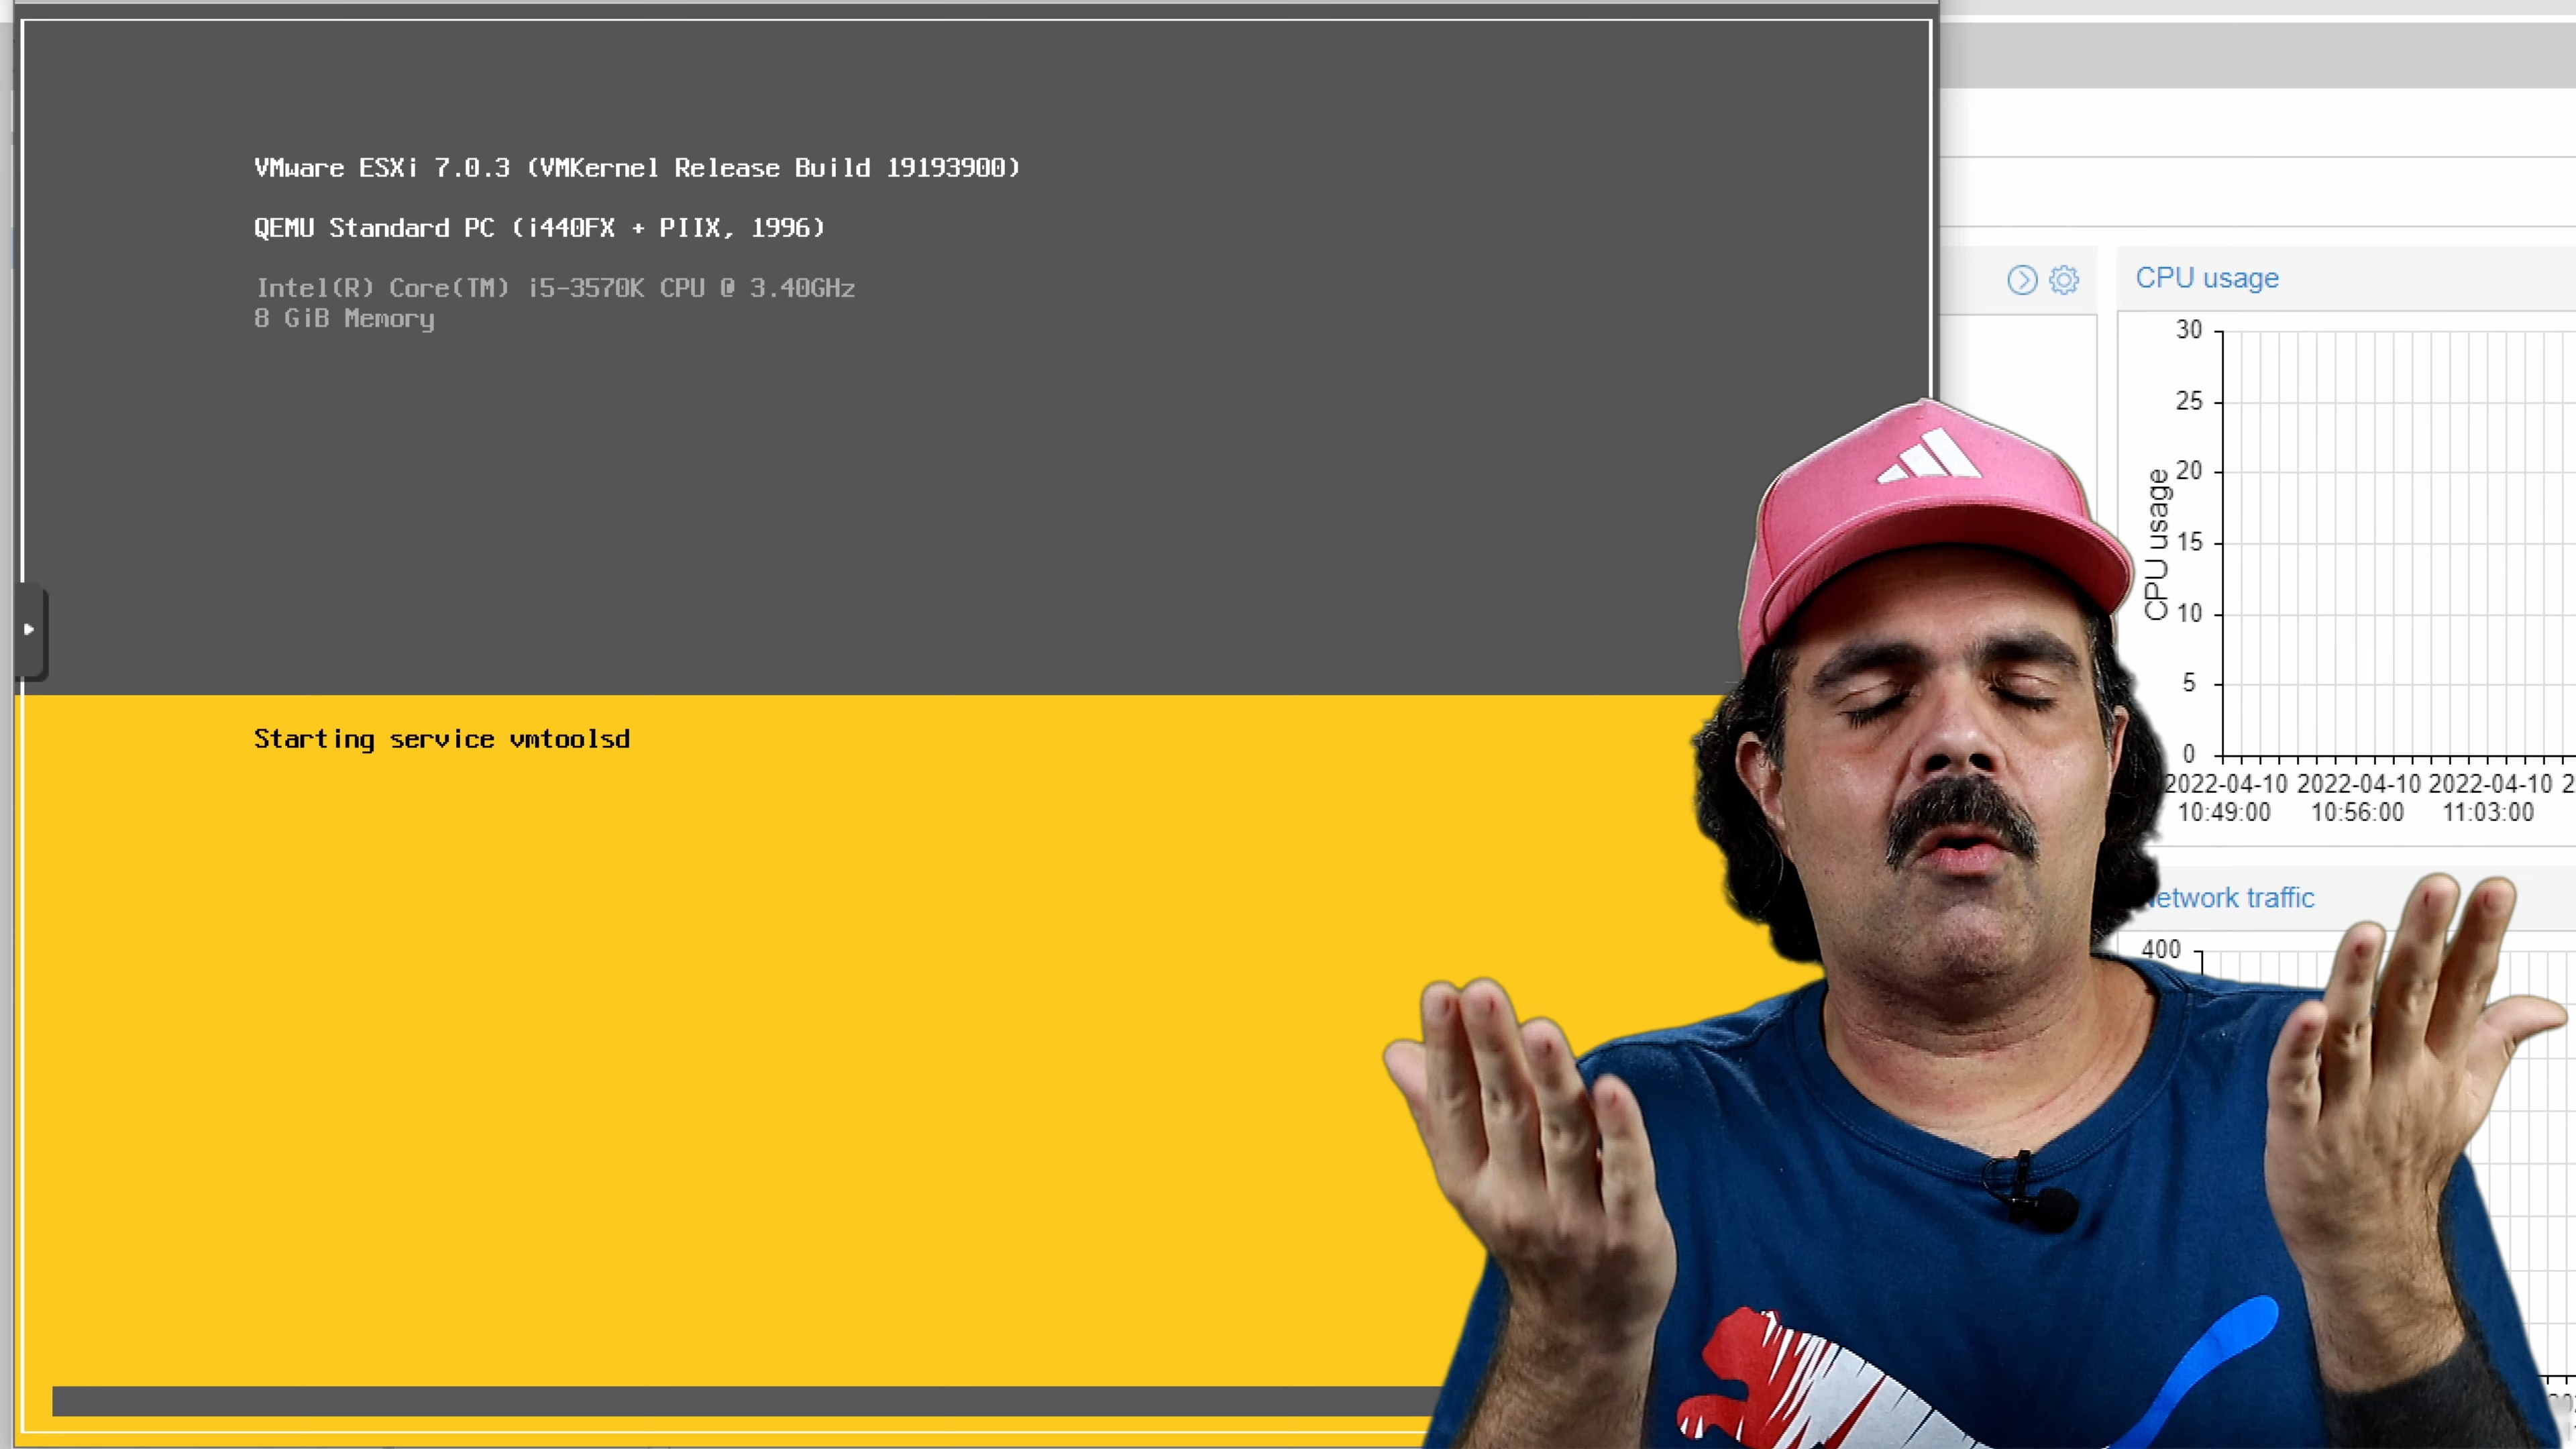 VMware ESXi 7.0.3 (VMKernel Release Build 19193900)
QEMU Standard PC (i440FX + PIIX, 1996)
Intel(R) Core(TM) i5-3570K CPU @ 3.40GHz
8 GiB Memory
Starting service vmtoolsd
CPU usage
30
25
20
15
10
5
0
CPU usage
2022-04-10 2022-04-10 2022-04-10
10:49:00 10:56:00 11:03:00
etwork traffic
400